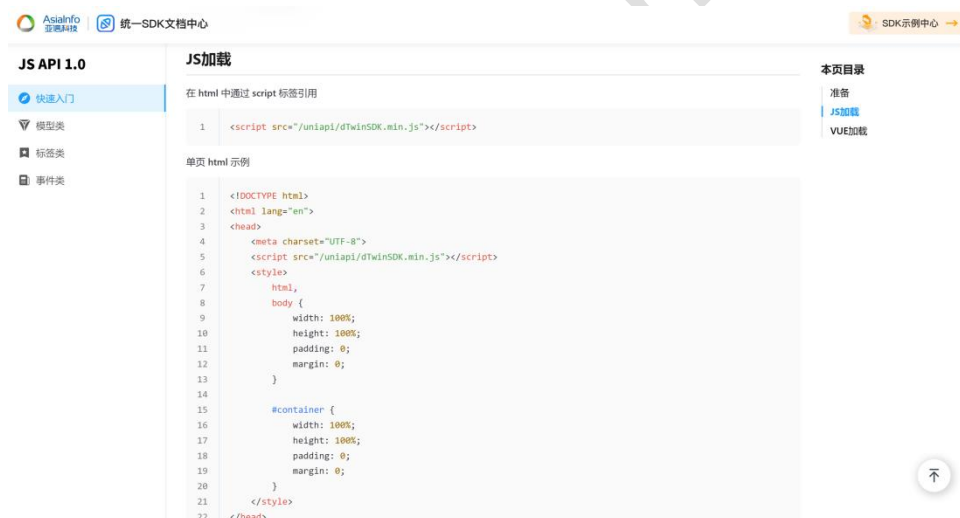 AsiaInfo
亚信科技
统一SDK文档中心
SDK示例中心 →
JS API 1.0
快速入门
模型类
标签类
事件类
JS加载
在 html 中通过 script 标签引用
1 <script src="/uniapi/dTwinSDK.min.js"></script>
单页 html 示例
1 <!DOCTYPE html>
2 <html lang="en">
3 <head>
4 <meta charset="UTF-8">
5 <script src="/uniapi/dTwinSDK.min.js"></script>
6 <style>
7 html,
8 body {
9 width: 100%;
10 height: 100%;
11 padding: 0;
12 margin: 0;
13 }
14
15 #container {
16 width: 100%;
17 height: 100%;
18 padding: 0;
19 margin: 0;
20 }
21 </style>
22 </head>
本页目录
准备
JS加载
VUE加载